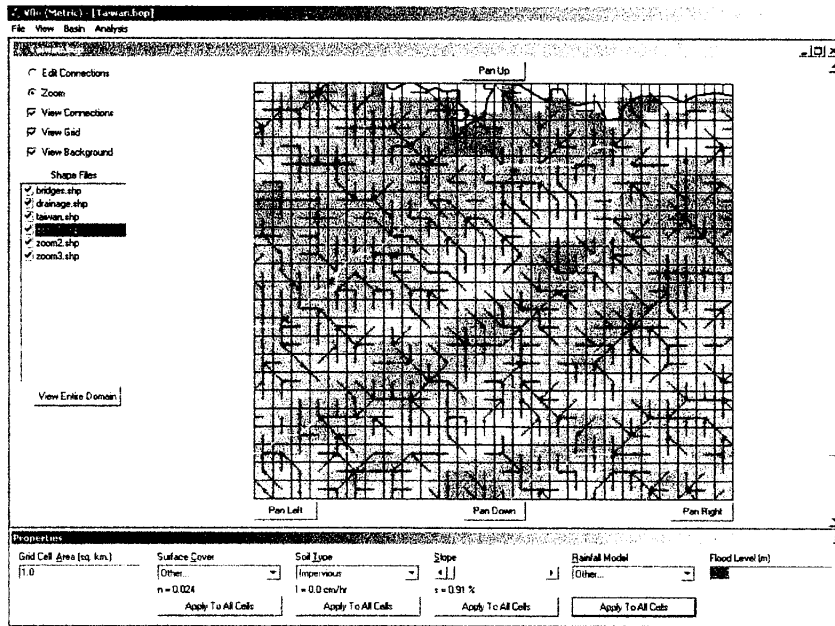 Vflo (Metric) - [Taiwan.bop]
File View Basin Analysis
Edit Connections
Zoom
View Connections
View Grid
View Background
Shape Files
bridges.shp
drainage.shp
taiwan.shp
zoom2.shp
zoom3.shp
View Entire Domain
Pan Up
Pan Left
Pan Down
Pan Right
Properties
Grid Cell Area (sq. km.)
1.0
Surface Cover
Other...
n = 0.024
Apply To All Cells
Soil Type
Impervious
I = 0.0 cm/hr
Apply To All Cells
Slope
s = 0.91 %
Apply To All Cells
Rainfall Model
Other...
Apply To All Cells
Flood Level (m)